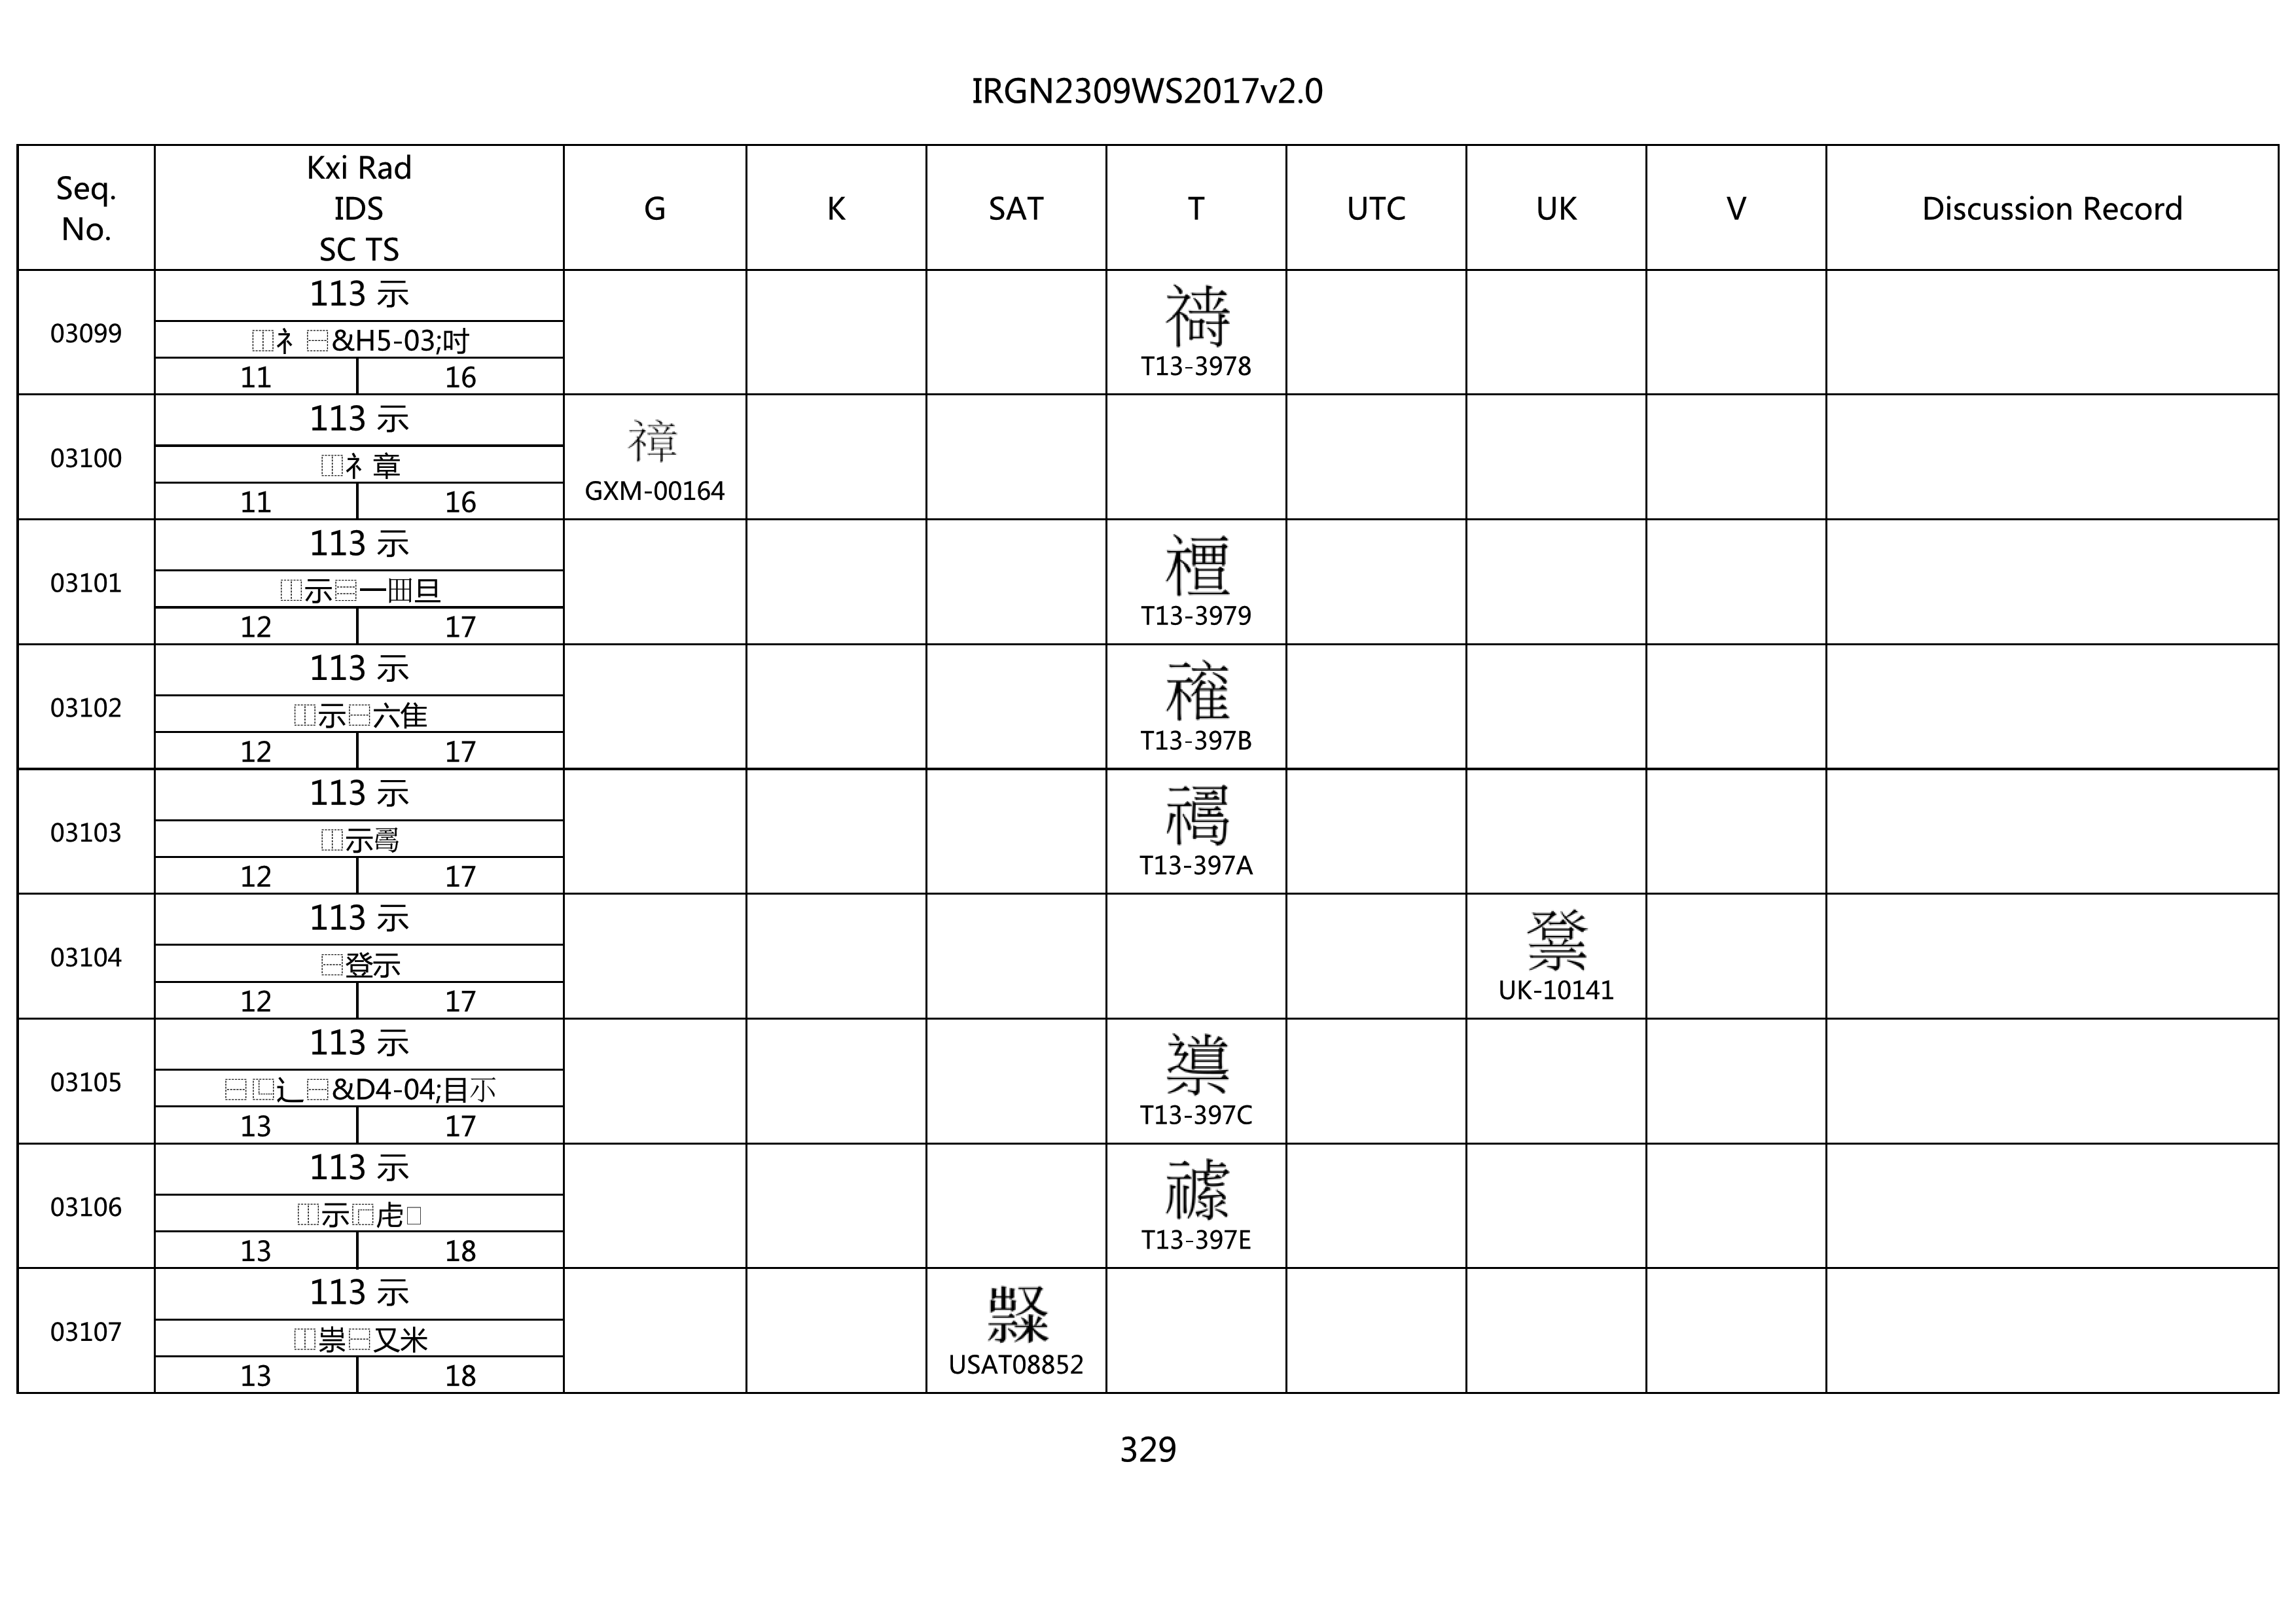 IRGN2309WS2017v2.0
Seq. No. Kxi Rad IDS SC TS G K SAT T UTC UK V Discussion Record
03099
113 示
⿰礻⿱&H5-03;吋
11 16
T13-3978
03100
113 示
⿰礻章
11 16
GXM-00164
03101
113 示
⿰示⿳一田旦
12 17
T13-3979
03102
113 示
⿰示⿱六隹
12 17
T13-397B
03103
113 示
⿰示
12 17
T13-397A
03104
113 示
⿱登示
12 17
UK-10141
03105
113 示
⿱⿺辶⿱&D4-04;目示
13 17
T13-397C
03106
113 示
⿰示⿸虍
13 18
T13-397E
03107
113 示
⿰祟⿱又米
13 18
USAT08852
329